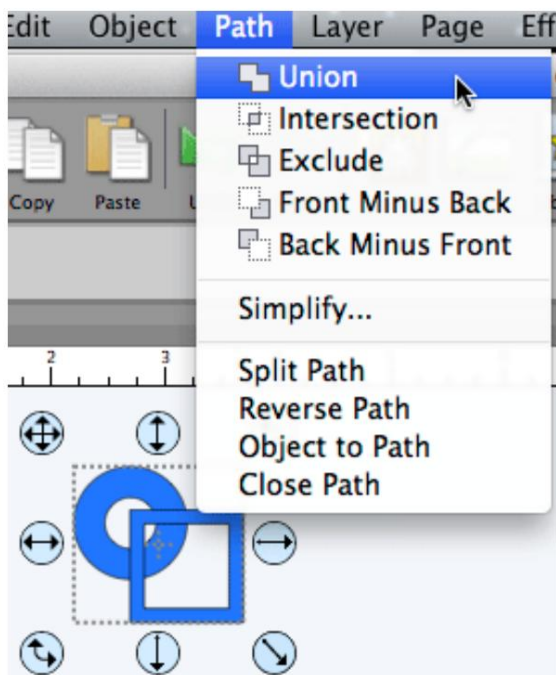 Edit Object Path Layer Page Eff
Union
Intersection
Exclude
Front Minus Back
Back Minus Front
Copy Paste U
Simplify...
Split Path
Reverse Path
Object to Path
Close Path
2 3